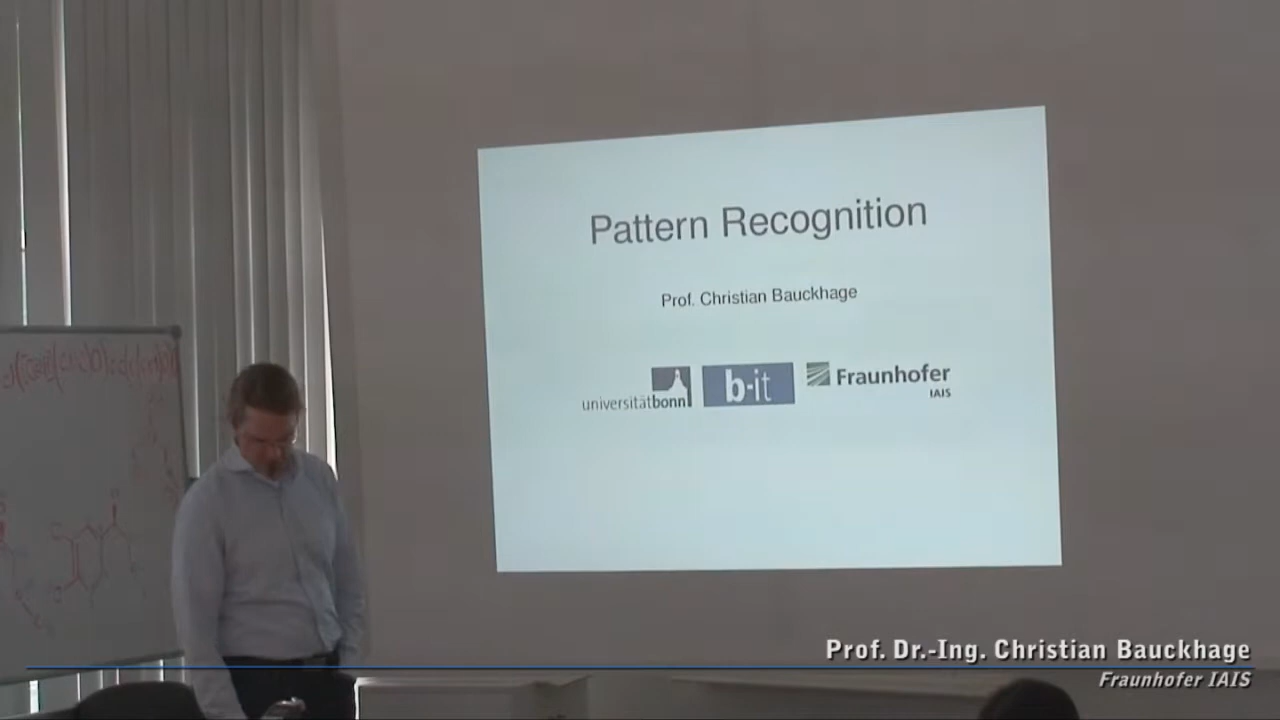 Pattern Recognition
Prof. Christian Bauckhage
universitätbonn
b-it
Fraunhofer
IAIS
Prof. Dr.-Ing. Christian Bauckhage
Fraunhofer IAIS